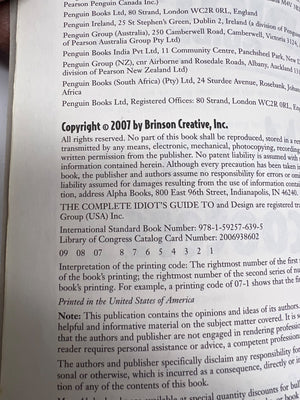 Pearson Penguin Canada Inc.)
Penguin Books Ltd, 80 Strand, London WC2R 0RL, England
Penguin Ireland, 25 St Stephen's Green, Dublin 2, Ireland (a division of Penguin
Penguin Group (Australia), 250 Camberwell Road, Camberwell, Victoria 3124,
of Pearson Australia Group Pty Ltd)
Penguin Books India Pvt Ltd, 11 Community Centre, Panchsheel Park, New
Penguin Group (NZ), cnr Airborne and Rosedale Roads, Albany, Auckland
division of Pearson New Zealand Ltd)
Penguin Books (South Africa) (Pty) Ltd, 24 Sturdee Avenue, Rosebank,
Africa
Penguin Books Ltd, Registered Offices: 80 Strand, London WC2R 0RL,
Copyright © 2007 by Brinson Creative, Inc.
All rights reserved. No part of this book shall be reproduced, stored in a
transmitted by any means, electronic, mechanical, photocopying, recording,
written permission from the publisher. No patent liability is assumed with
information contained herein. Although every precaution has been taken in
book, the publisher and authors assume no responsibility for errors or
liability assumed for damages resulting from the use of information
tion, address Alpha Books, 800 East 96th Street, Indianapolis, IN 46240.
THE COMPLETE IDIOT'S GUIDE TO and Design are registered
Group (USA) Inc.
International Standard Book Number: 978-1-59257-639-5
Library of Congress Catalog Card Number: 2006938602
09 08 07 8 7 6 5 4 3 2 1
Interpretation of the printing code: The rightmost number of the first
of the book's printing; the rightmost number of the second series of
book's printing. For example, a printing code of 07-1 shows that the
Printed in the United States of America
Note: This publication contains the opinions and ideas of its authors.
helpful and informative material on the subject matter covered. It is
that the authors and publisher are not engaged in rendering
reader requires personal assistance or advice, a competent
The authors and publisher specifically disclaim any responsibility for
sonal or otherwise, which is incurred as a consequence, directly or
tion of any of the contents of this book.